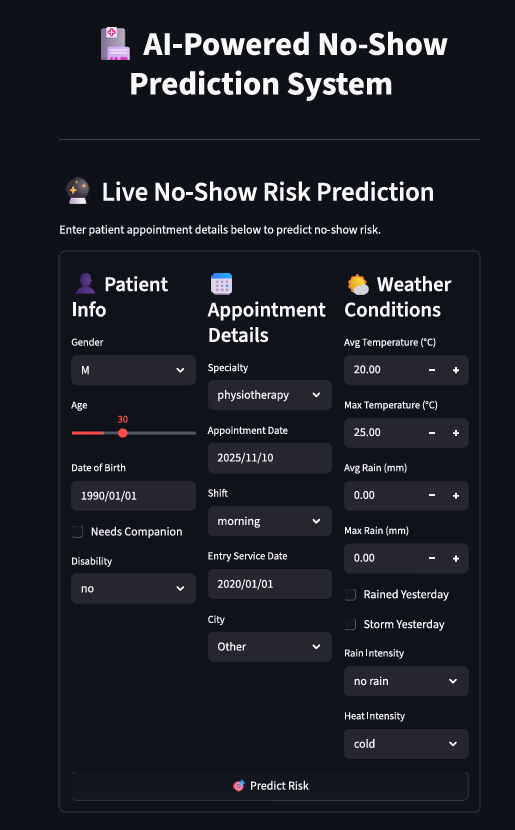 AI-Powered No-Show
Prediction System
Live No-Show Risk Prediction
Enter patient appointment details below to predict no-show risk.
Patient
Info
Gender
M
Age
30
Date of Birth
1990/01/01
Needs Companion
Disability
no
Appointment
Details
Specialty
physiotherapy
Appointment Date
2025/11/10
Shift
morning
Entry Service Date
2020/01/01
City
Other
Weather
Conditions
Avg Temperature (°C)
20.00
Max Temperature (°C)
25.00
Avg Rain (mm)
0.00
Max Rain (mm)
0.00
Rained Yesterday
Storm Yesterday
Rain Intensity
no rain
Heat Intensity
cold
Predict Risk